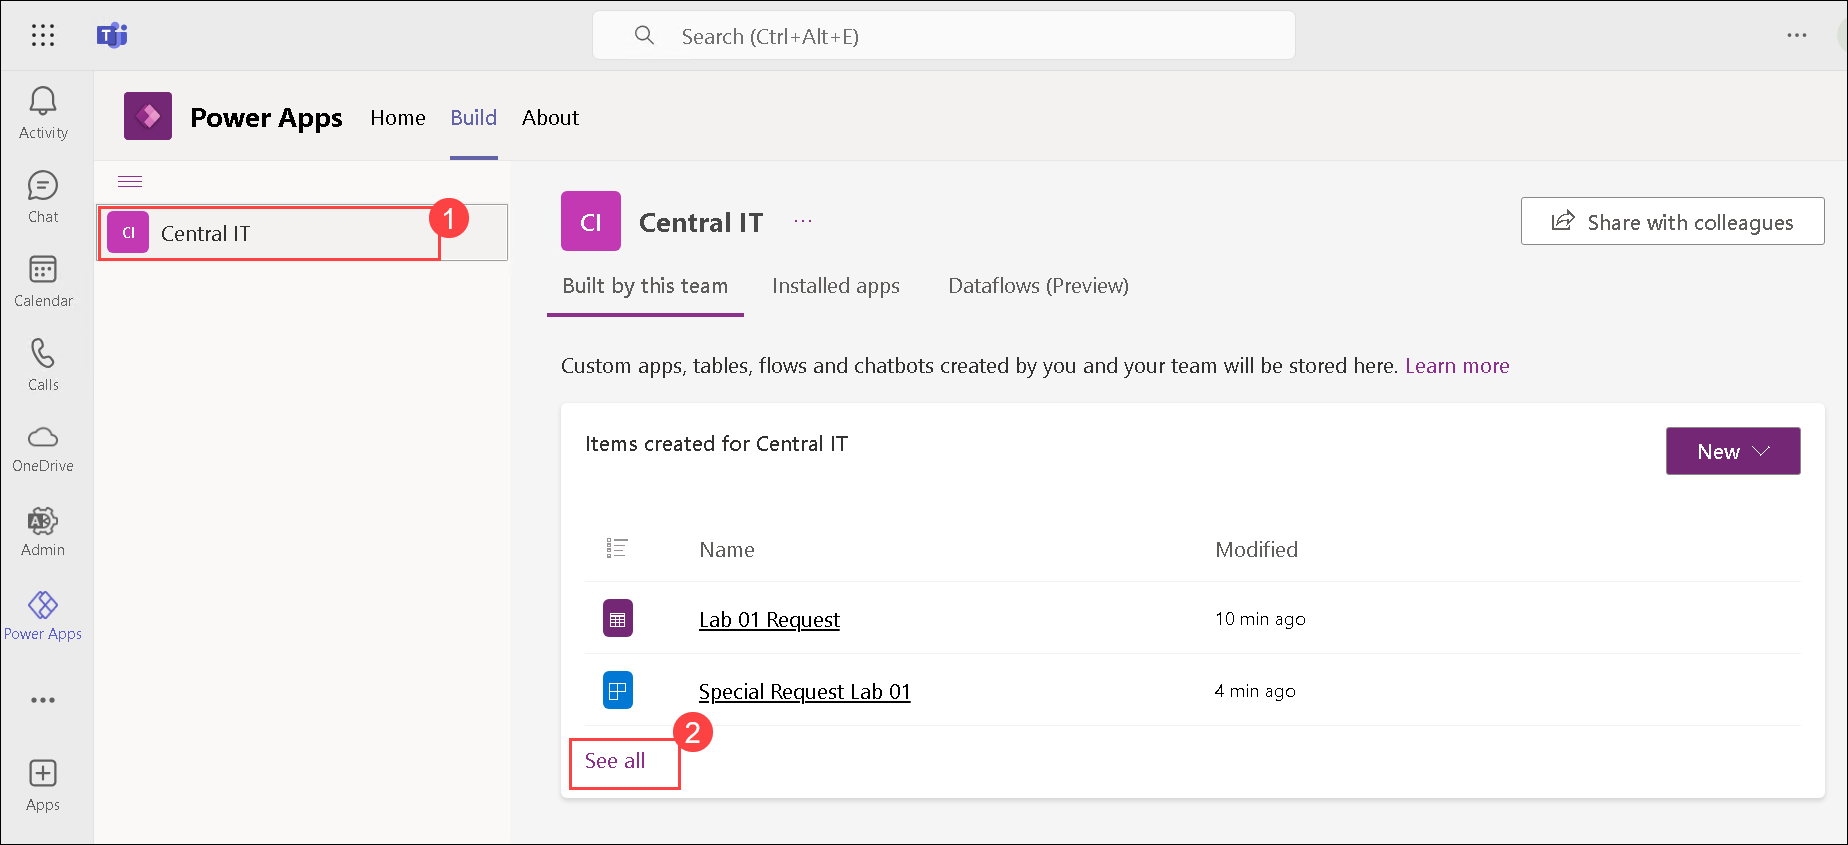 Search (Ctrl+Alt+E)
Activity
Chat
Calendar
Calls
OneDrive
Admin
Power Apps
Apps
Power Apps Home Build About
CI Central IT 1
CI Central IT ...
Share with colleagues
Built by this team Installed apps Dataflows (Preview)
Custom apps, tables, flows and chatbots created by you and your team will be stored here. Learn more
Items created for Central IT
New
Name Modified
Lab 01 Request 10 min ago
Special Request Lab 01 4 min ago
2
See all